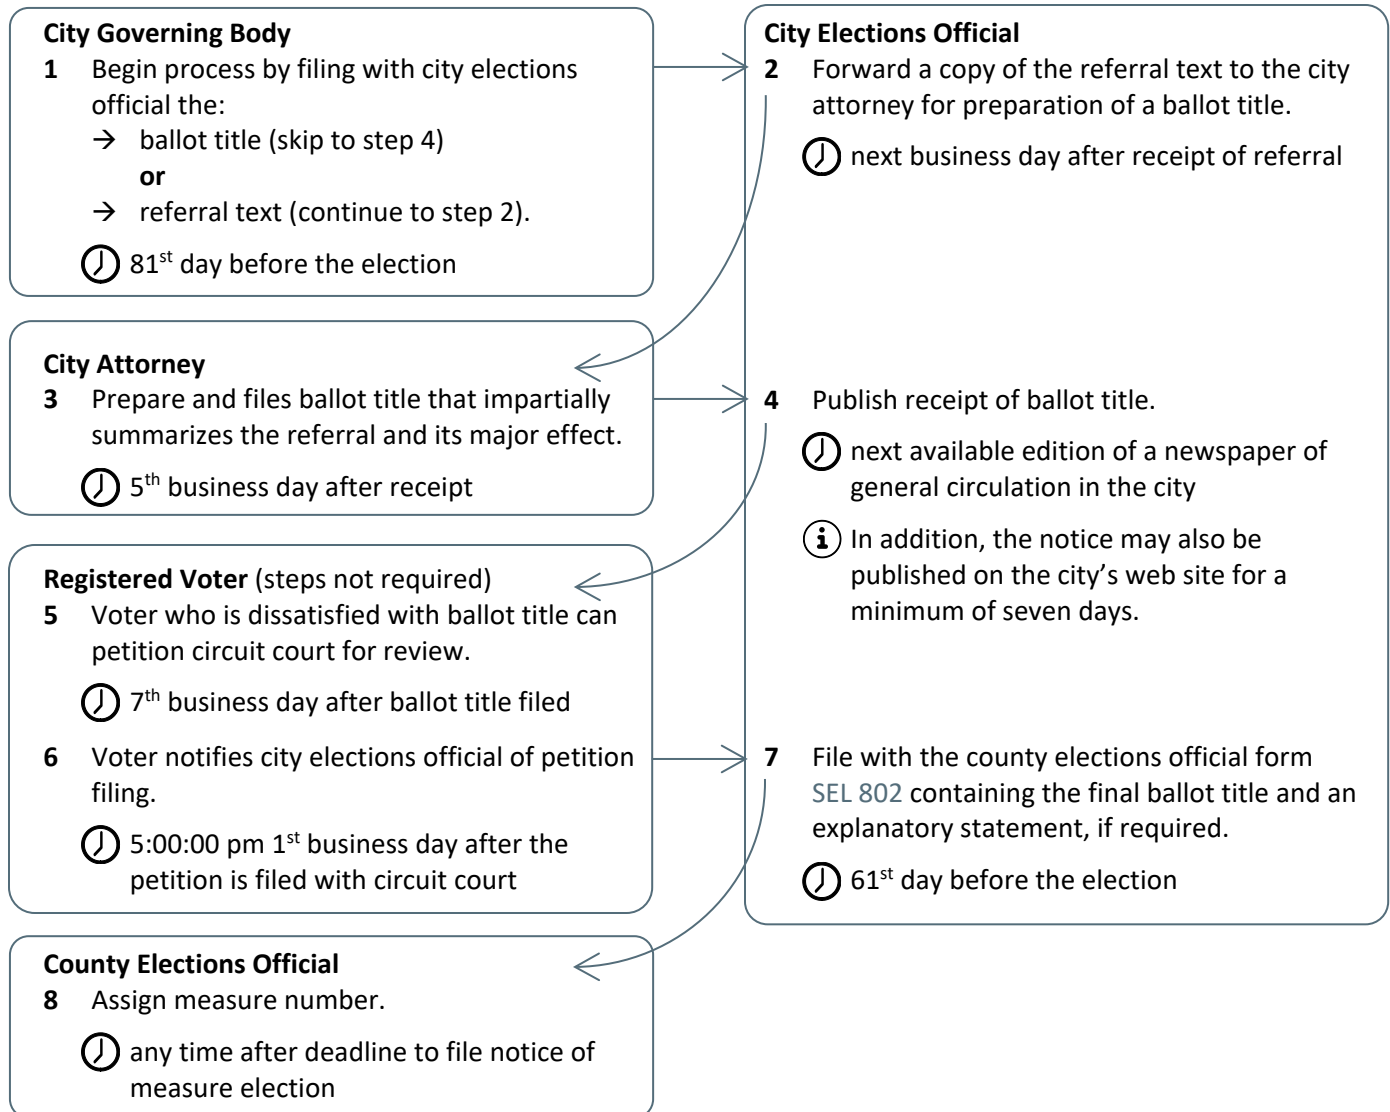 City Governing Body
1 Begin process by filing with city elections
official the:
→ ballot title (skip to step 4)
or
→ referral text (continue to step 2).
81st day before the election
City Elections Official
2 Forward a copy of the referral text to the city
attorney for preparation of a ballot title.
next business day after receipt of referral
City Attorney
3 Prepare and files ballot title that impartially
summarizes the referral and its major effect.
5th business day after receipt
4 Publish receipt of ballot title.
next available edition of a newspaper of
general circulation in the city
In addition, the notice may also be
published on the city's web site for a
minimum of seven days.
Registered Voter (steps not required)
5 Voter who is dissatisfied with ballot title can
petition circuit court for review.
7th business day after ballot title filed
6 Voter notifies city elections official of petition
filing.
5:00:00 pm 1st business day after the
petition is filed with circuit court
7 File with the county elections official form
SEL 802 containing the final ballot title and an
explanatory statement, if required.
61st day before the election
County Elections Official
8 Assign measure number.
any time after deadline to file notice of
measure election